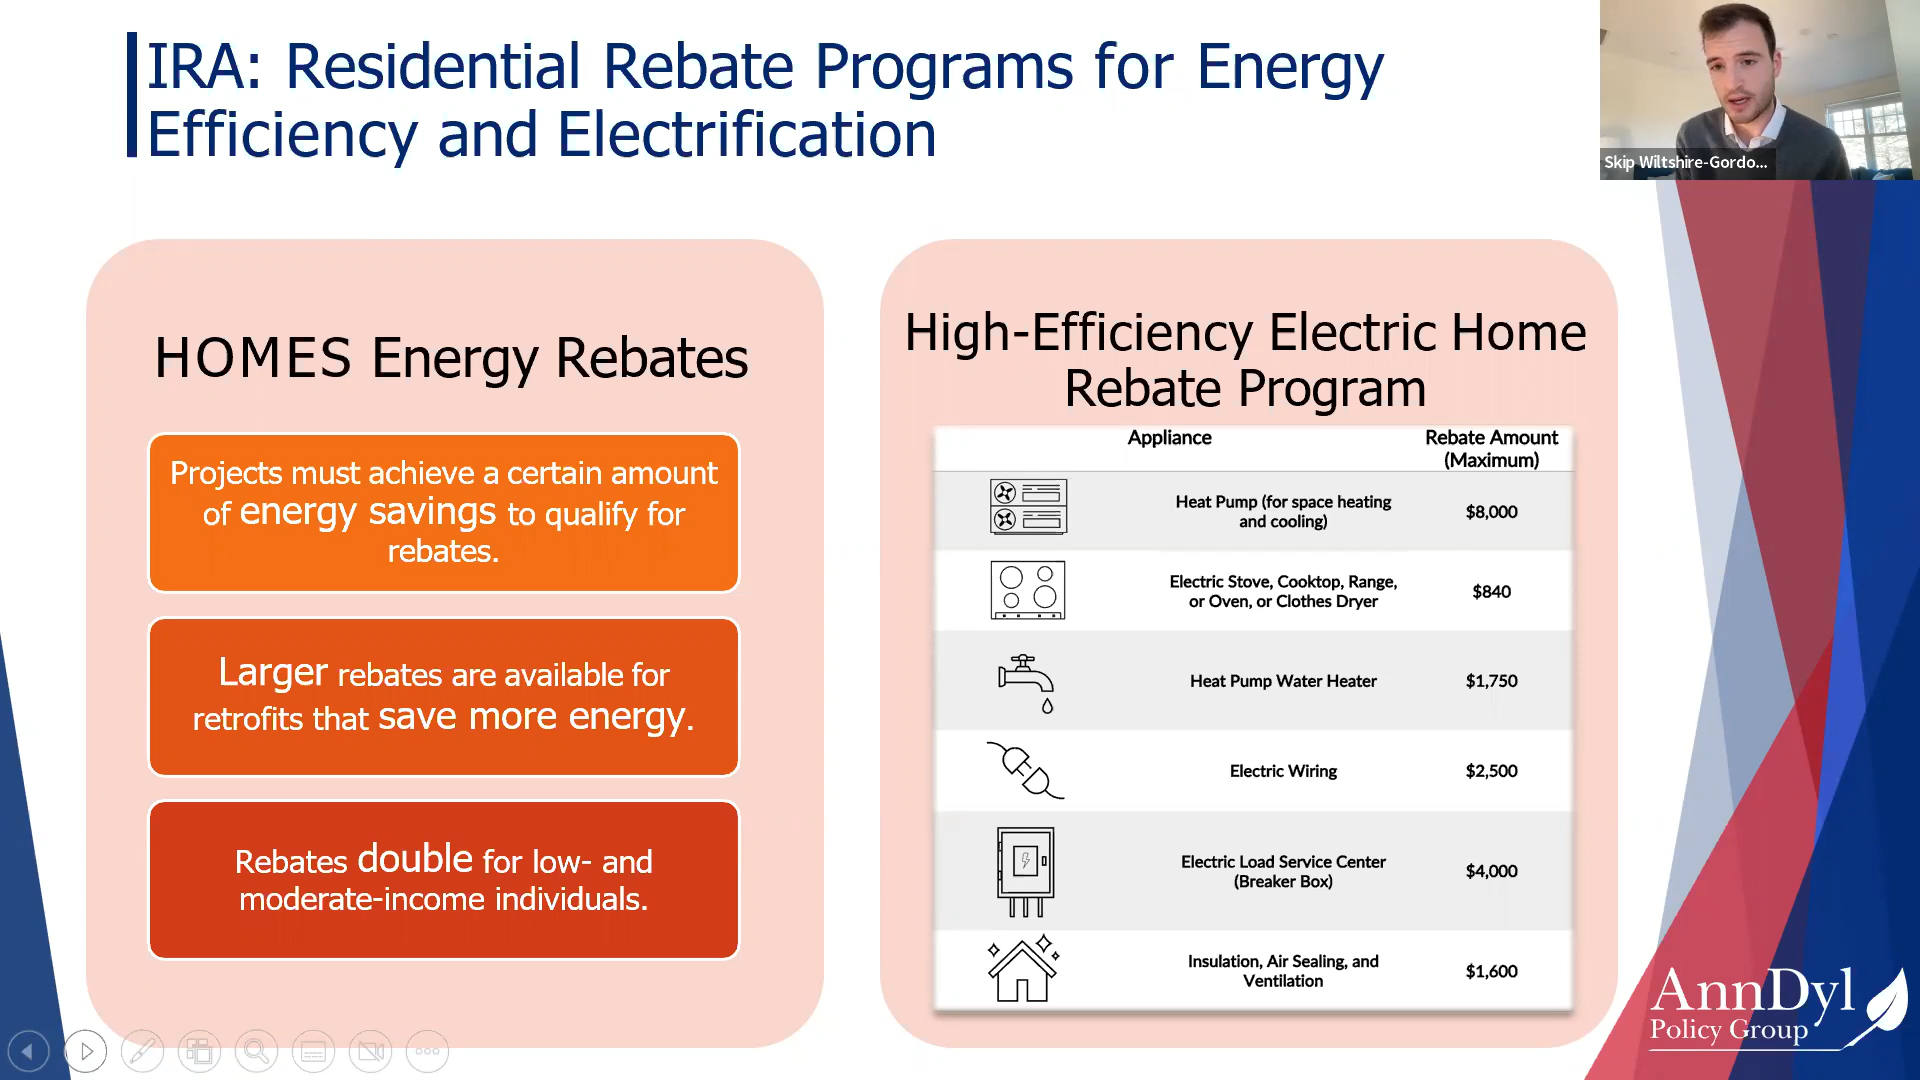 IRA: Residential Rebate Programs for Energy
Efficiency and Electrification
Skip Wiltshire-Gordo...
HOMES Energy Rebates
Projects must achieve a certain amount
of energy savings to qualify for
rebates.
Larger rebates are available for
retrofits that save more energy.
Rebates double for low- and
moderate-income individuals.
High-Efficiency Electric Home
Rebate Program
Appliance
Rebate Amount
(Maximum)
Heat Pump (for space heating
and cooling)
$8,000
Electric Stove, Cooktop, Range,
or Oven, or Clothes Dryer
$840
Heat Pump Water Heater
$1,750
Electric Wiring
$2,500
Electric Load Service Center
(Breaker Box)
$4,000
Insulation, Air Sealing, and
Ventilation
$1,600
AnnDyl
Policy Group